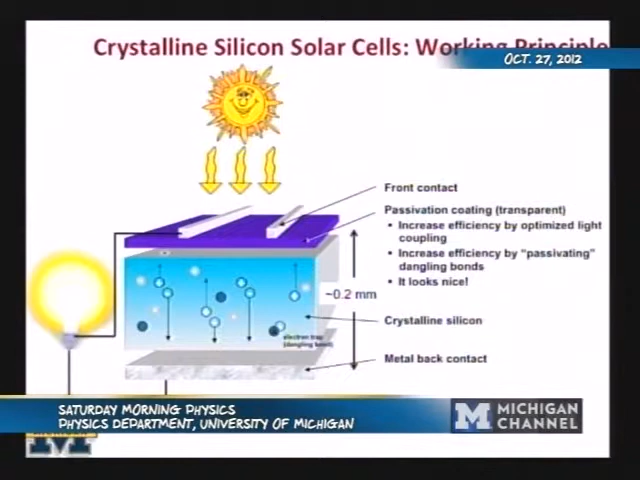 Crystalline Silicon Solar Cells: Working Principle
OCT. 27, 2012
Front contact
Passivation coating (transparent)
• Increase efficiency by optimized light
coupling
• Increase efficiency by "passivating"
dangling bonds
• It looks nice!
~0.2 mm
Crystalline silicon
electron trap
(dangling bond)
Metal back contact
SATURDAY MORNING PHYSICS
PHYSICS DEPARTMENT, UNIVERSITY OF MICHIGAN
M MICHIGAN
CHANNEL